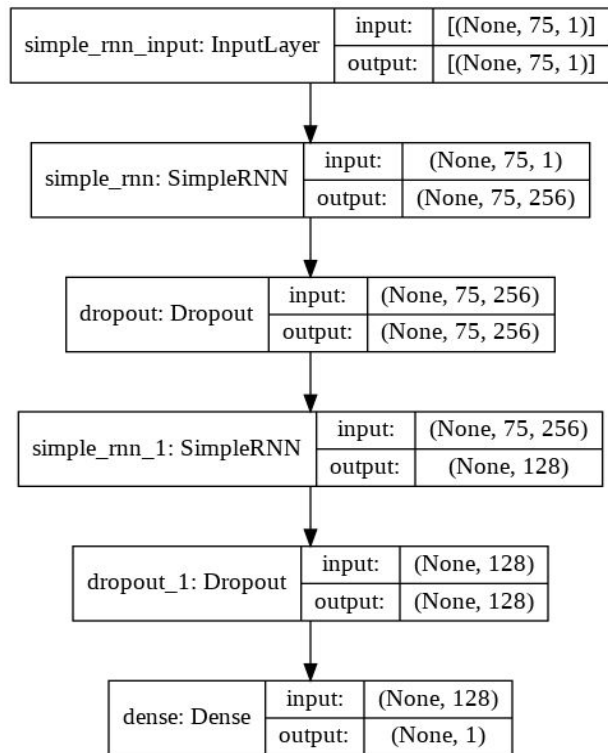 simple_rnn_input: InputLayer
input:
[(None, 75, 1)]
output:
[(None, 75, 1)]
simple_rnn: SimpleRNN
input:
(None, 75, 1)
output:
(None, 75, 256)
dropout: Dropout
input:
(None, 75, 256)
output:
(None, 75, 256)
simple_rnn_1: SimpleRNN
input:
(None, 75, 256)
output:
(None, 128)
dropout_1: Dropout
input:
(None, 128)
output:
(None, 128)
dense: Dense
input:
(None, 128)
output:
(None, 1)